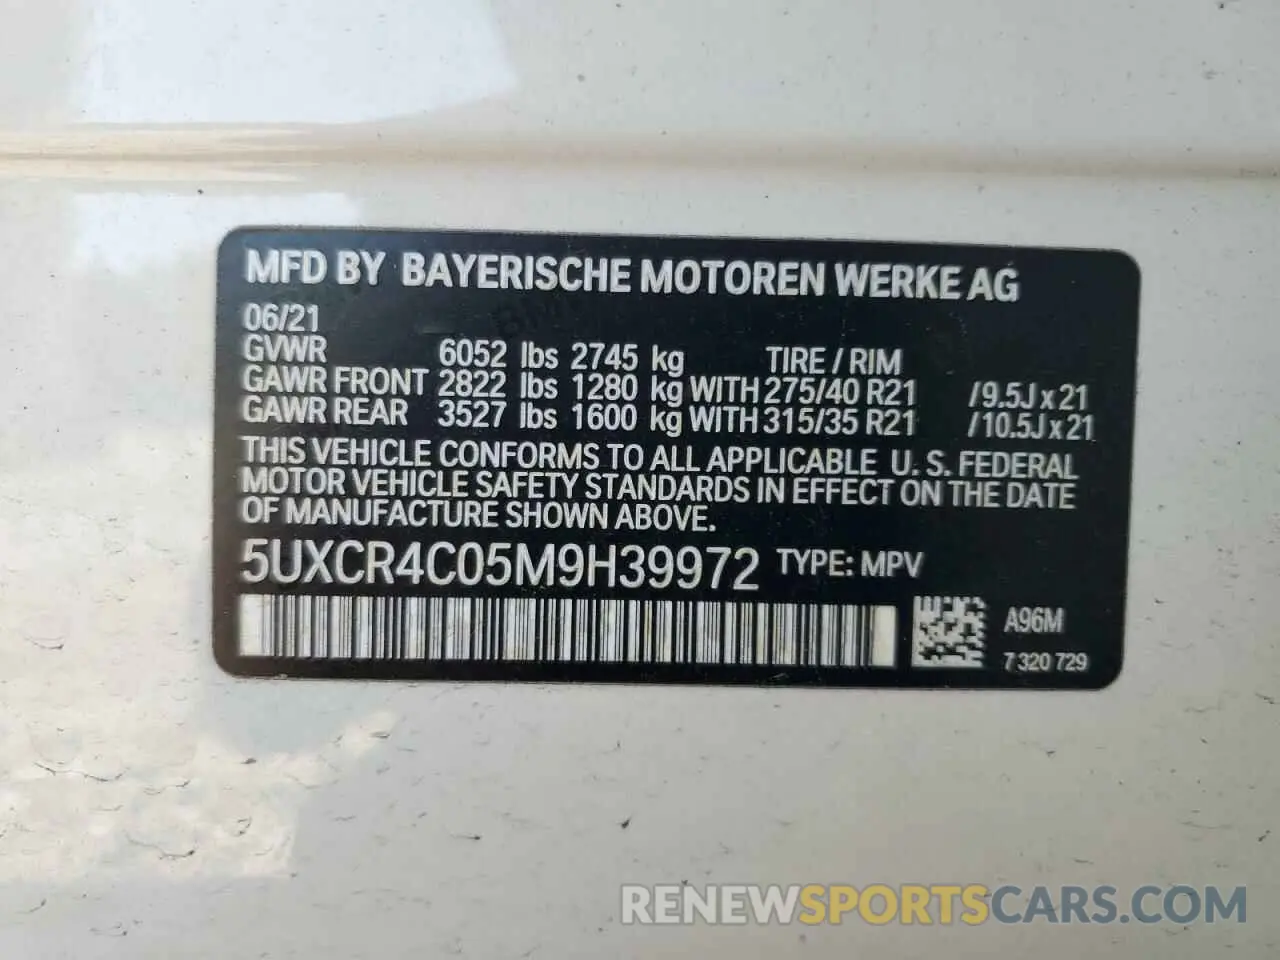 MFD BY BAYERISCHE MOTOREN WERKE AG
06/21
GVWR 6052 lbs 2745 kg TIRE / RIM
GAWR FRONT 2822 lbs 1280 kg WITH 275/40 R21 /9.5J x 21
GAWR REAR 3527 lbs 1600 kg WITH 315/35 R21 /10.5J x 21
THIS VEHICLE CONFORMS TO ALL APPLICABLE U. S. FEDERAL
MOTOR VEHICLE SAFETY STANDARDS IN EFFECT ON THE DATE
OF MANUFACTURE SHOWN ABOVE.
5UXCR4C05M9H39972 TYPE: MPV
A96M
7 320 729
RENEWSPORTSCARS.COM